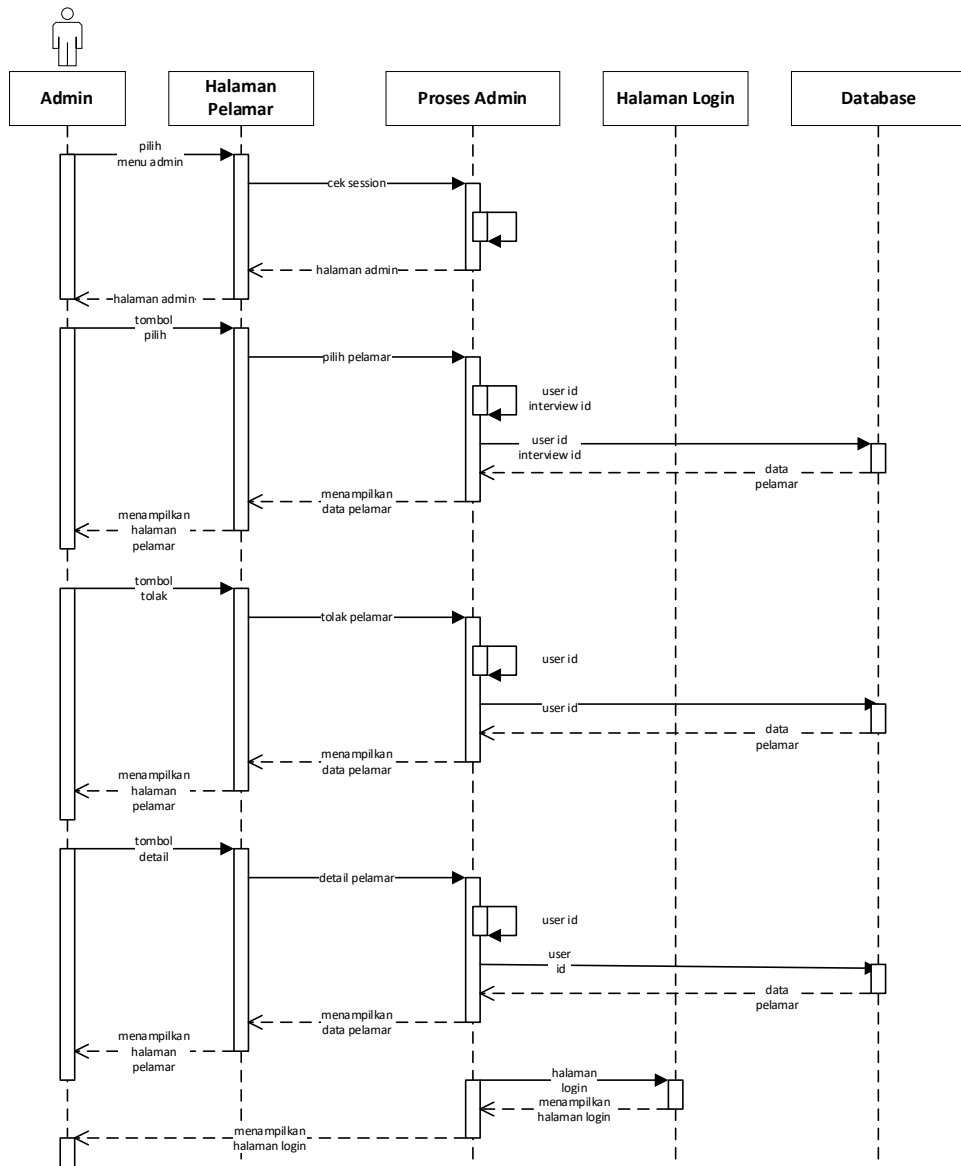 Admin
Halaman
Pelamar
Proses Admin
Halaman Login
Database
pilih
menu admin
cek session
halaman admin
halaman admin
tombol
pilih
pilih pelamar
user id
interview id
user id
interview id
data
pelamar
menampilkan
data pelamar
menampilkan
halaman
pelamar
tombol
tolak
tolak pelamar
user id
user id
data
pelamar
menampilkan
data pelamar
menampilkan
halaman
pelamar
tombol
detail
detail pelamar
user id
user
id
data
pelamar
menampilkan
data pelamar
menampilkan
halaman
pelamar
halaman
login
menampilkan
halaman login
menampilkan
halaman login